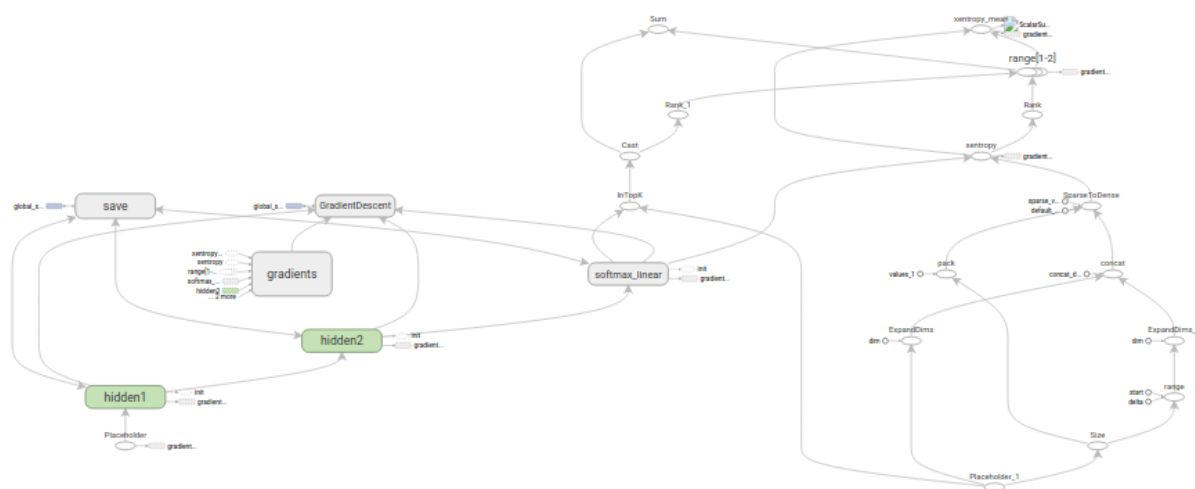 Sum
xentropy_mean
ScalarSu...
gradient...
range[1-2]
gradient...
Rank_1
Rank
Cast
xentropy
gradient...
InTopK
SparseToDense
sparse_v...
default_...
global_s...
save
global_s...
GradientDescent
xentropy...
xentropy
range[1-...
softmax_...
hidden2
... 2 more
gradients
softmax_linear
init
gradient...
pack
values_1
concat
concat_d...
hidden2
init
gradient...
ExpandDims
dim
ExpandDims_
dim
hidden1
init
gradient...
range
start
delta
Placeholder
gradient...
Size
Placeholder_1